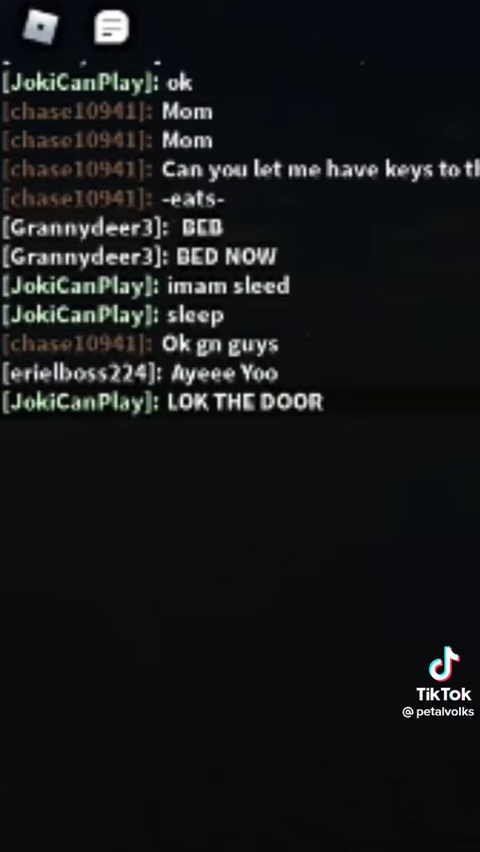 [JokiCanPlay]: ok
[chase10941]: Mom
[chase10941]: Mom
[chase10941]: Can you let me have keys to th
[chase10941]: -eats-
[Grannydeer3]: BEB
[Grannydeer3]: BED NOW
[JokiCanPlay]: imam sleed
[JokiCanPlay]: sleep
[chase10941]: Ok gn guys
[erielboss224]: Ayeee Yoo
[JokiCanPlay]: LOK THE DOOR
TikTok
@ petalvolks